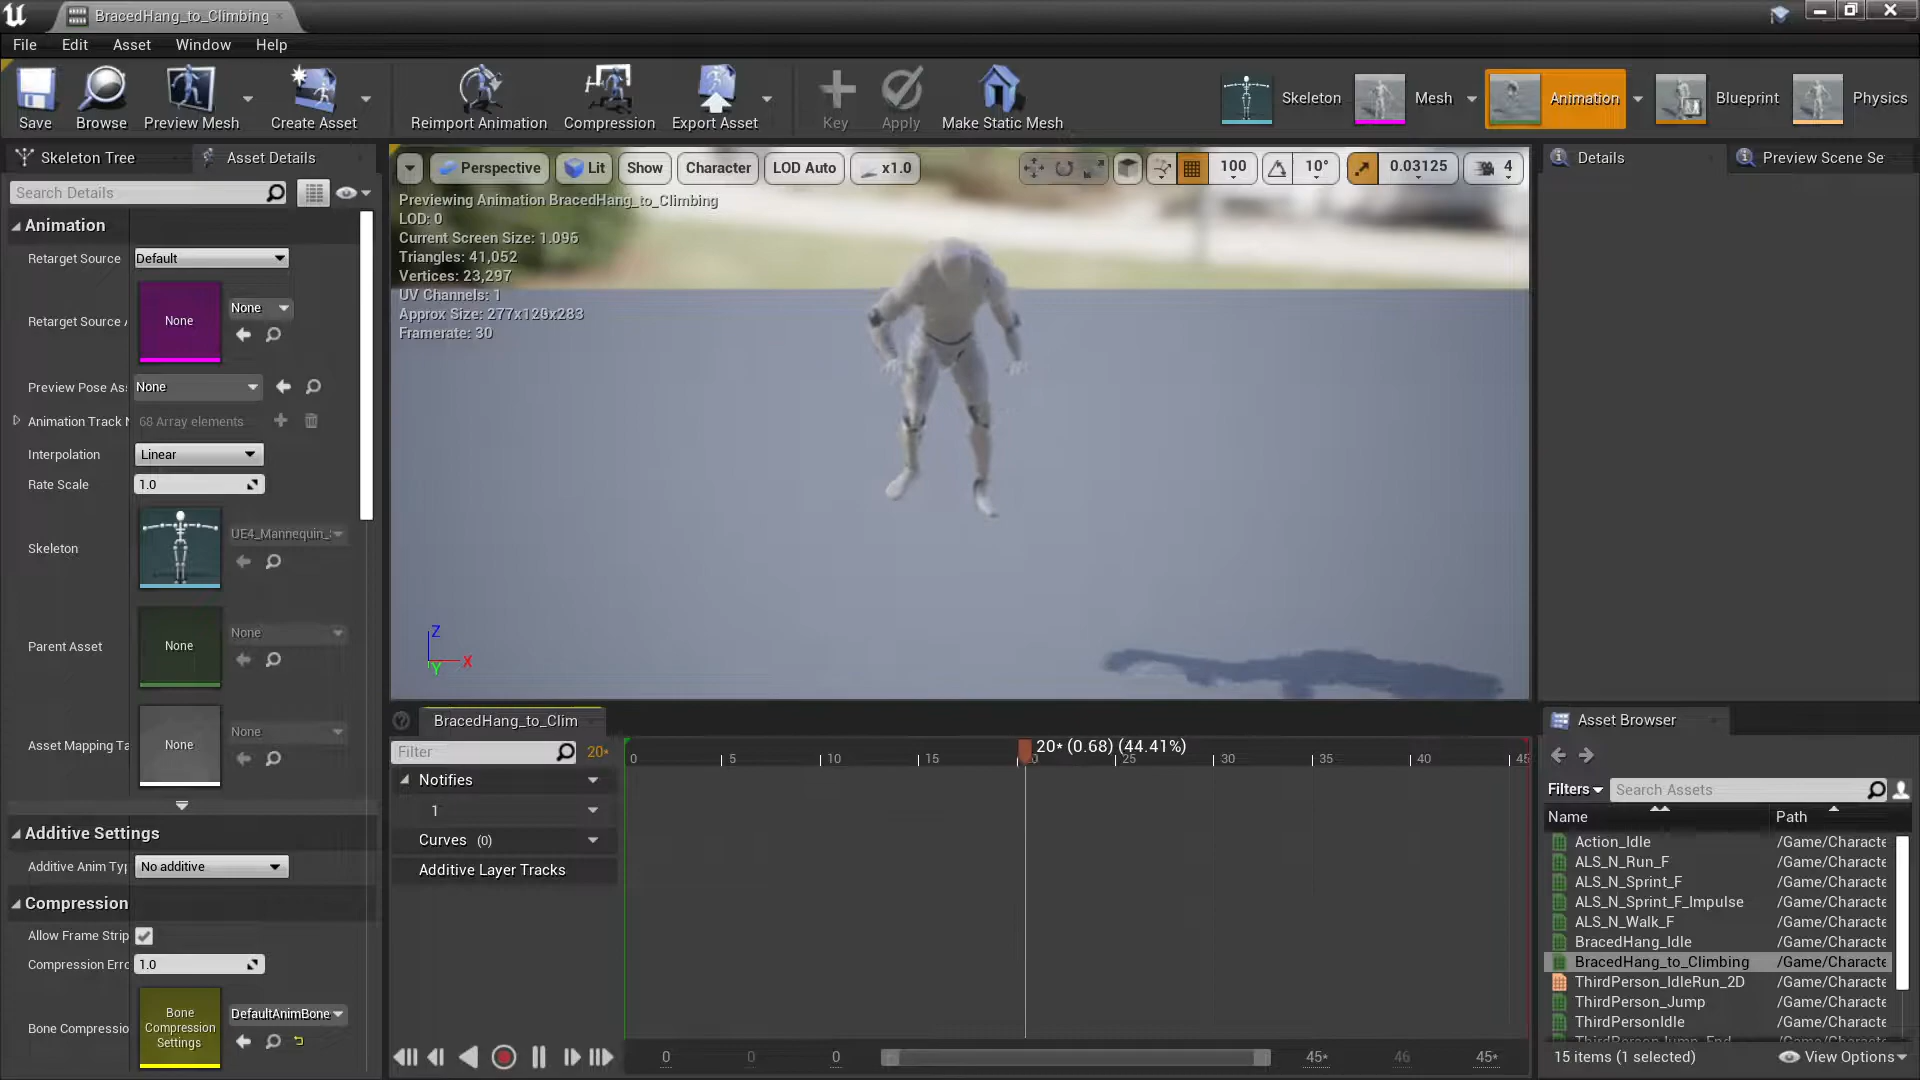 BracedHang_to_Climbing
File Edit Asset Window Help
Save
Browse
Preview Mesh
Create Asset
Reimport Animation
Compression
Export Asset
Key
Apply
Make Static Mesh
Skeleton
Mesh
Animation
Blueprint
Physics
Skeleton Tree
Asset Details
Search Details
Animation
Retarget Source Default
Retarget Source None None
Preview Pose As None
Animation Track 68 Array elements
Interpolation Linear
Rate Scale 1.0
Skeleton UE4_Mannequin_
Parent Asset None None
Asset Mapping Ta None None
Additive Settings
Additive Anim Ty No additive
Compression
Allow Frame Strip
Compression Erro 1.0
Bone Compressio
Bone
Compression
Settings
DefaultAnimBone
Perspective Lit Show Character LOD Auto x1.0
100 10° 0.03125 4
Previewing Animation BracedHang_to_Climbing
LOD: 0
Current Screen Size: 1.096
Triangles: 41,052
Vertices: 23,297
UV Channels: 1
Approx Size: 277x120x283
Framerate: 30
Z
Y X
BracedHang_to_Clim
Filter 20*
0 5 10 15 25 30 35 40 45
20* (0.68) (44.41%)
Notifies
1
Curves (0)
Additive Layer Tracks
0 0 0 45* 46 45*
Details
Preview Scene Se
Asset Browser
Filters Search Assets
Name Path
Action_Idle /Game/Characte
ALS_N_Run_F /Game/Characte
ALS_N_Sprint_F /Game/Characte
ALS_N_Sprint_F_Impulse /Game/Characte
ALS_N_Walk_F /Game/Characte
BracedHang_Idle /Game/Characte
BracedHang_to_Climbing /Game/Characte
ThirdPerson_IdleRun_2D /Game/Characte
ThirdPerson_Jump /Game/Characte
ThirdPersonIdle /Game/Characte
15 items (1 selected) View Options